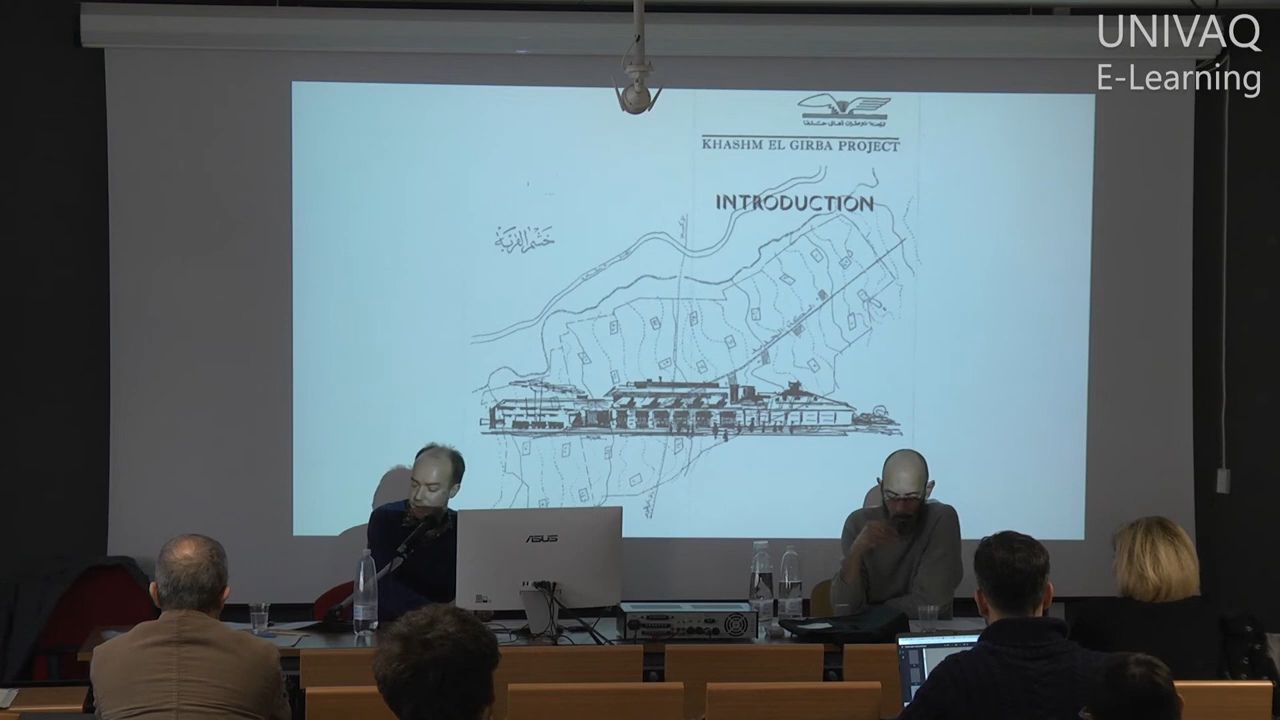 UNIVAQ
E-Learning
KHASHM EL GIRBA PROJECT
INTRODUCTION
خشم القربة
ASUS